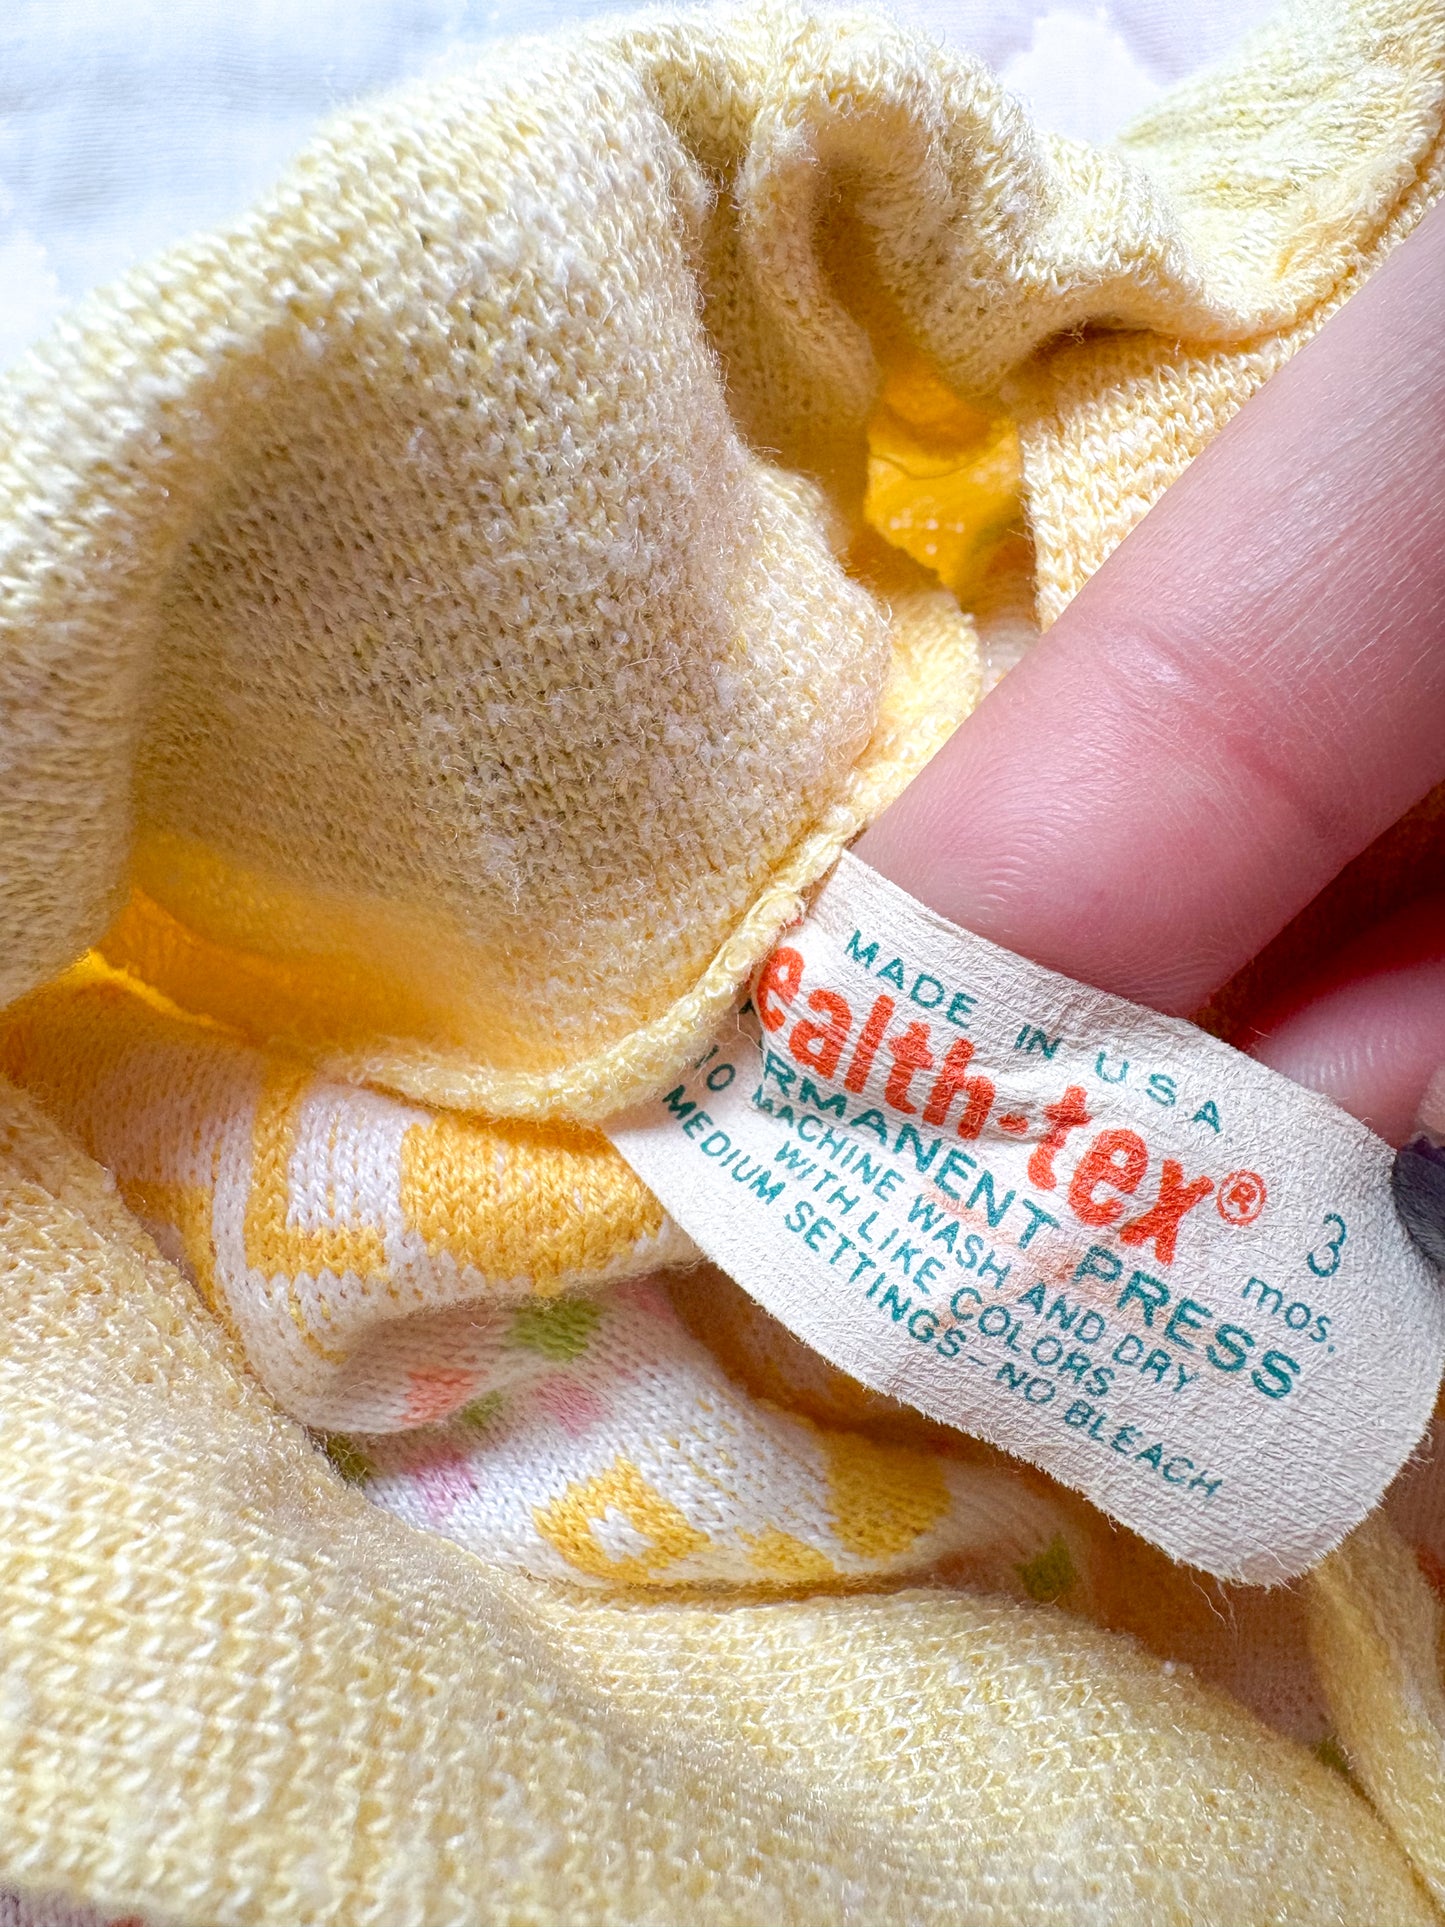 MADE IN U.S.A.
ealth-tex®
3
mos.
RMANENT PRESS
MACHINE WASH AND DRY
WITH LIKE COLORS
MEDIUM SETTINGS-NO BLEACH